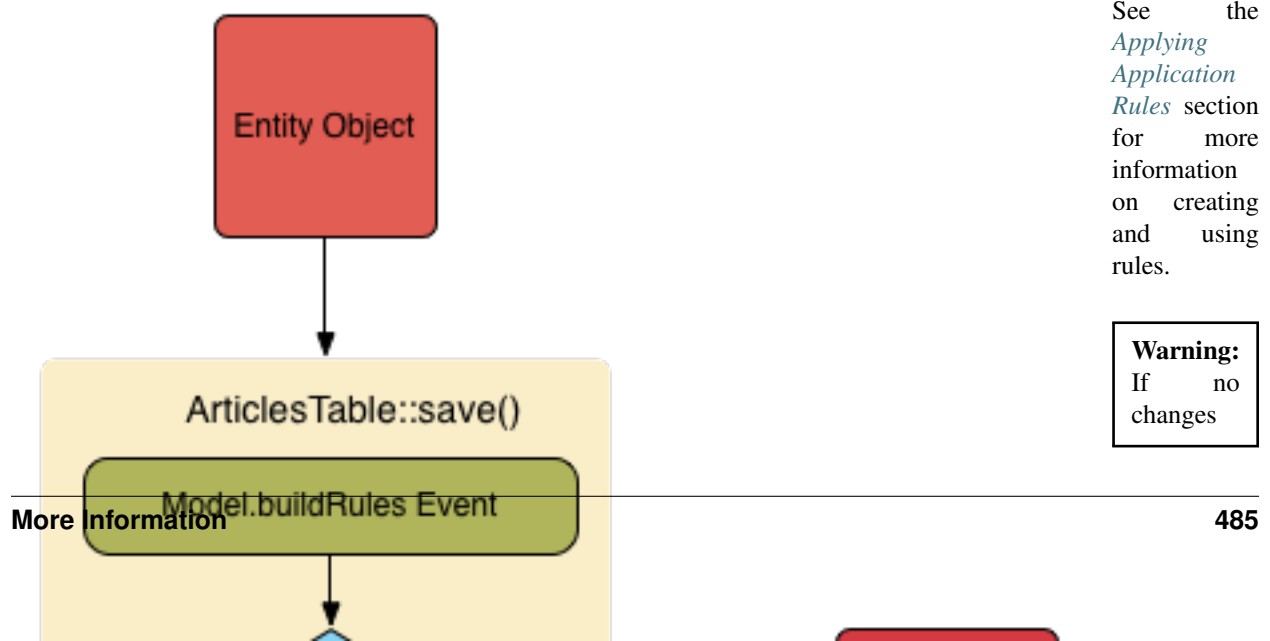 Entity Object
ArticlesTable::save()
Model.buildRules Event
See the
Applying
Application
Rules section
for more
information
on creating
and using
rules.
Warning:
If no
changes
More Information
485